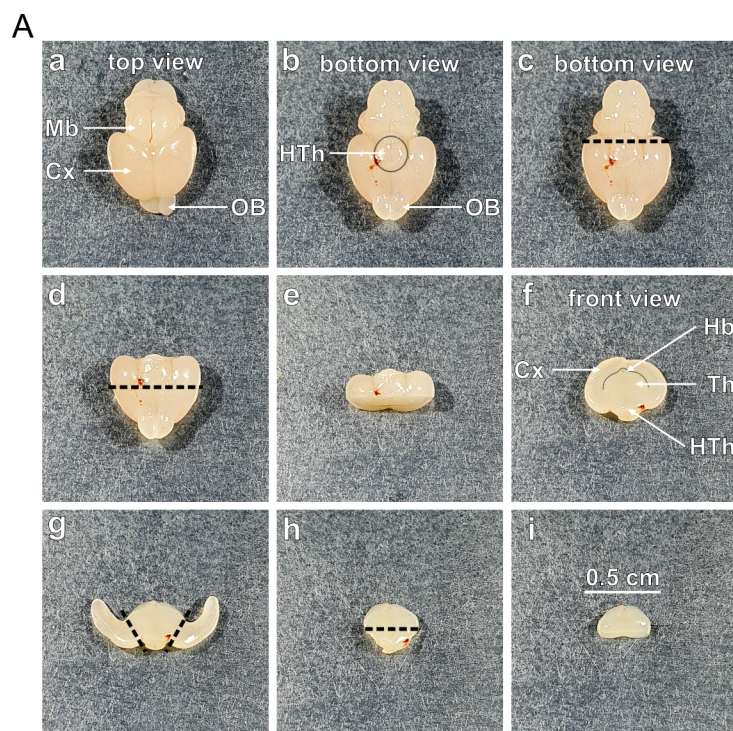 A
a top view
Mb
Cx
OB
b bottom view
HTh
OB
c bottom view
d
e
f front view
Cx
Hb
Th
HTh
g
h
i
0.5 cm